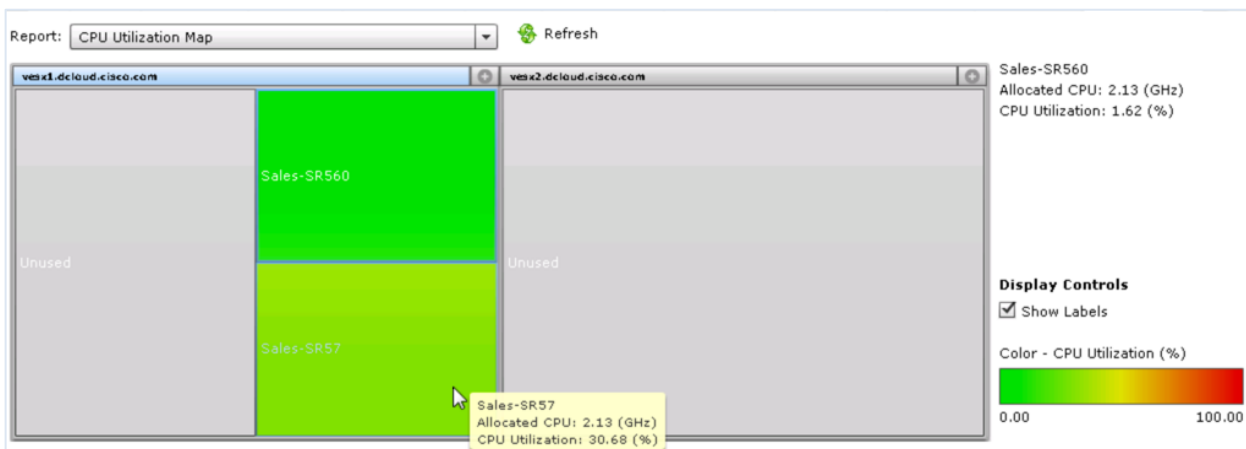 Report: CPU Utilization Map Refresh
vesx1.dcloud.cisco.com vesx2.dcloud.cisco.com
Sales-SR560
Allocated CPU: 2.13 (GHz)
CPU Utilization: 1.62 (%)
Sales-SR560
Unused
Unused
Sales-SR57
Sales-SR57
Allocated CPU: 2.13 (GHz)
CPU Utilization: 30.68 (%)
Display Controls
Show Labels
Color - CPU Utilization (%)
0.00 100.00